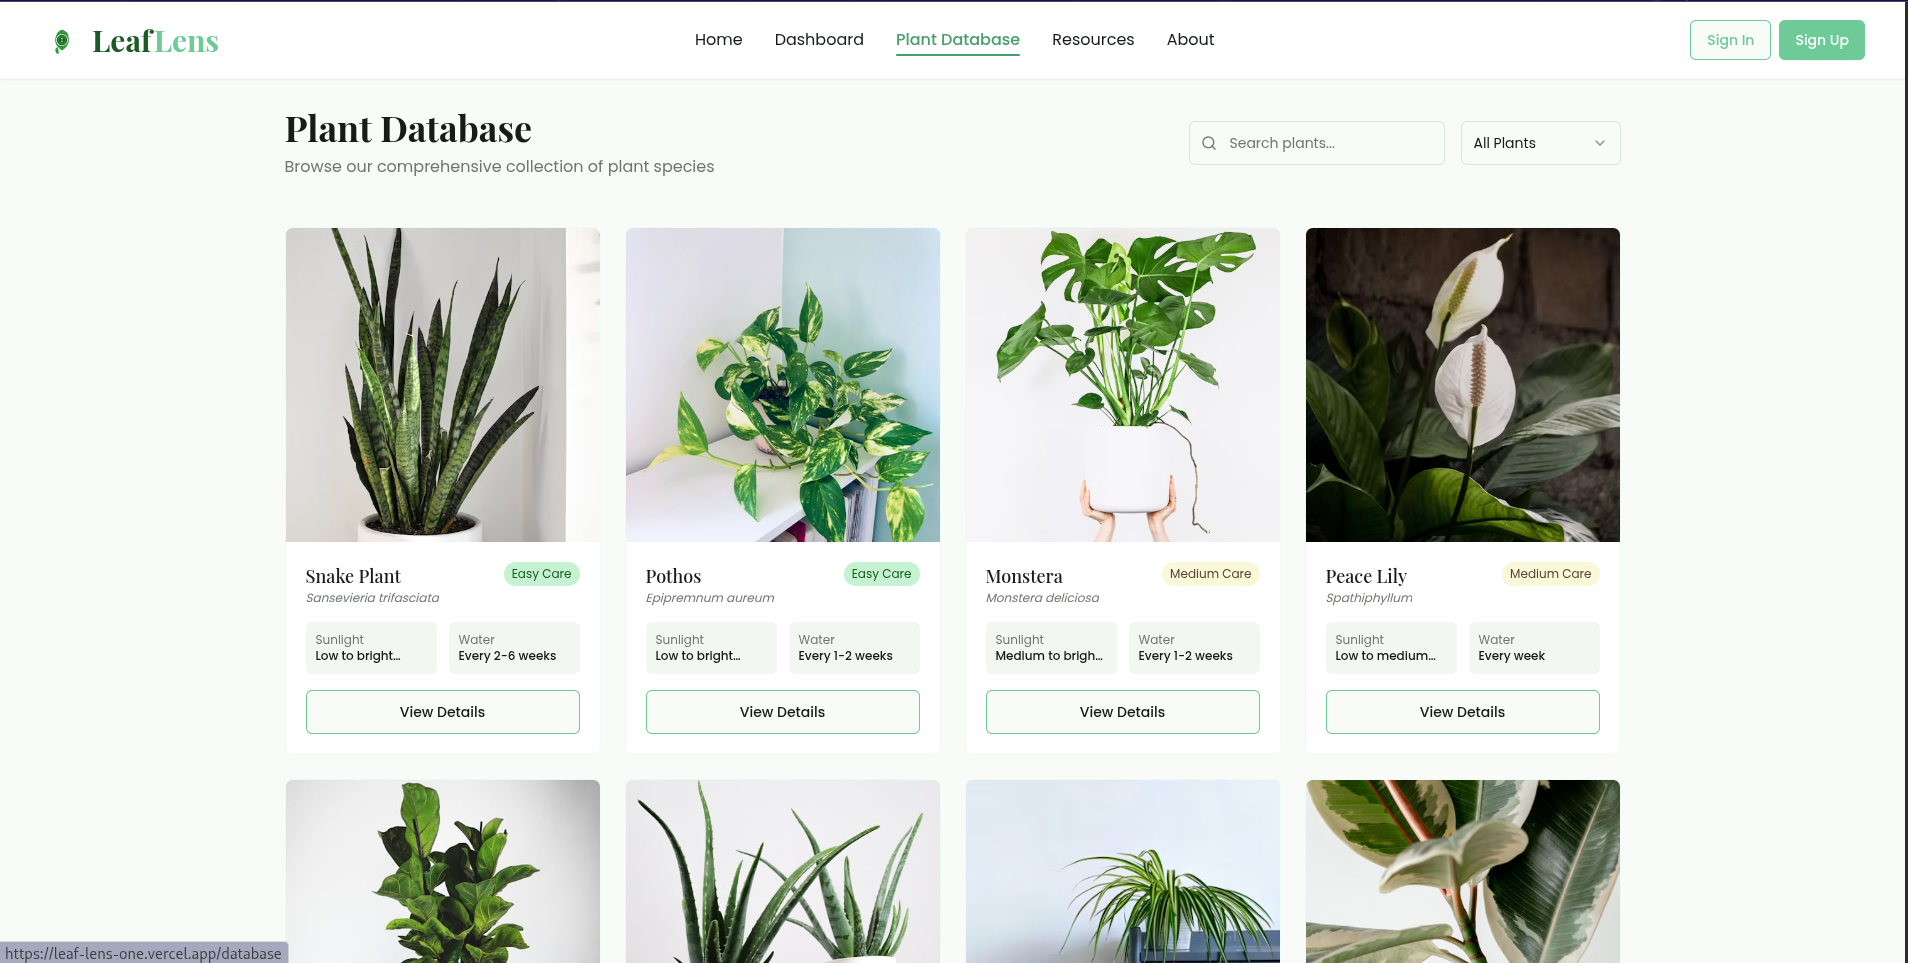 LeafLens
Home Dashboard Plant Database Resources About
Sign In Sign Up
Plant Database
Browse our comprehensive collection of plant species
Search plants...
All Plants
Snake Plant Easy Care
Sansevieria trifasciata
Sunlight Water
Low to bright... Every 2-6 weeks
View Details
Pothos Easy Care
Epipremnum aureum
Sunlight Water
Low to bright... Every 1-2 weeks
View Details
Monstera Medium Care
Monstera deliciosa
Sunlight Water
Medium to brigh... Every 1-2 weeks
View Details
Peace Lily Medium Care
Spathiphyllum
Sunlight Water
Low to medium... Every week
View Details
https://leaf-lens-one.vercel.app/database